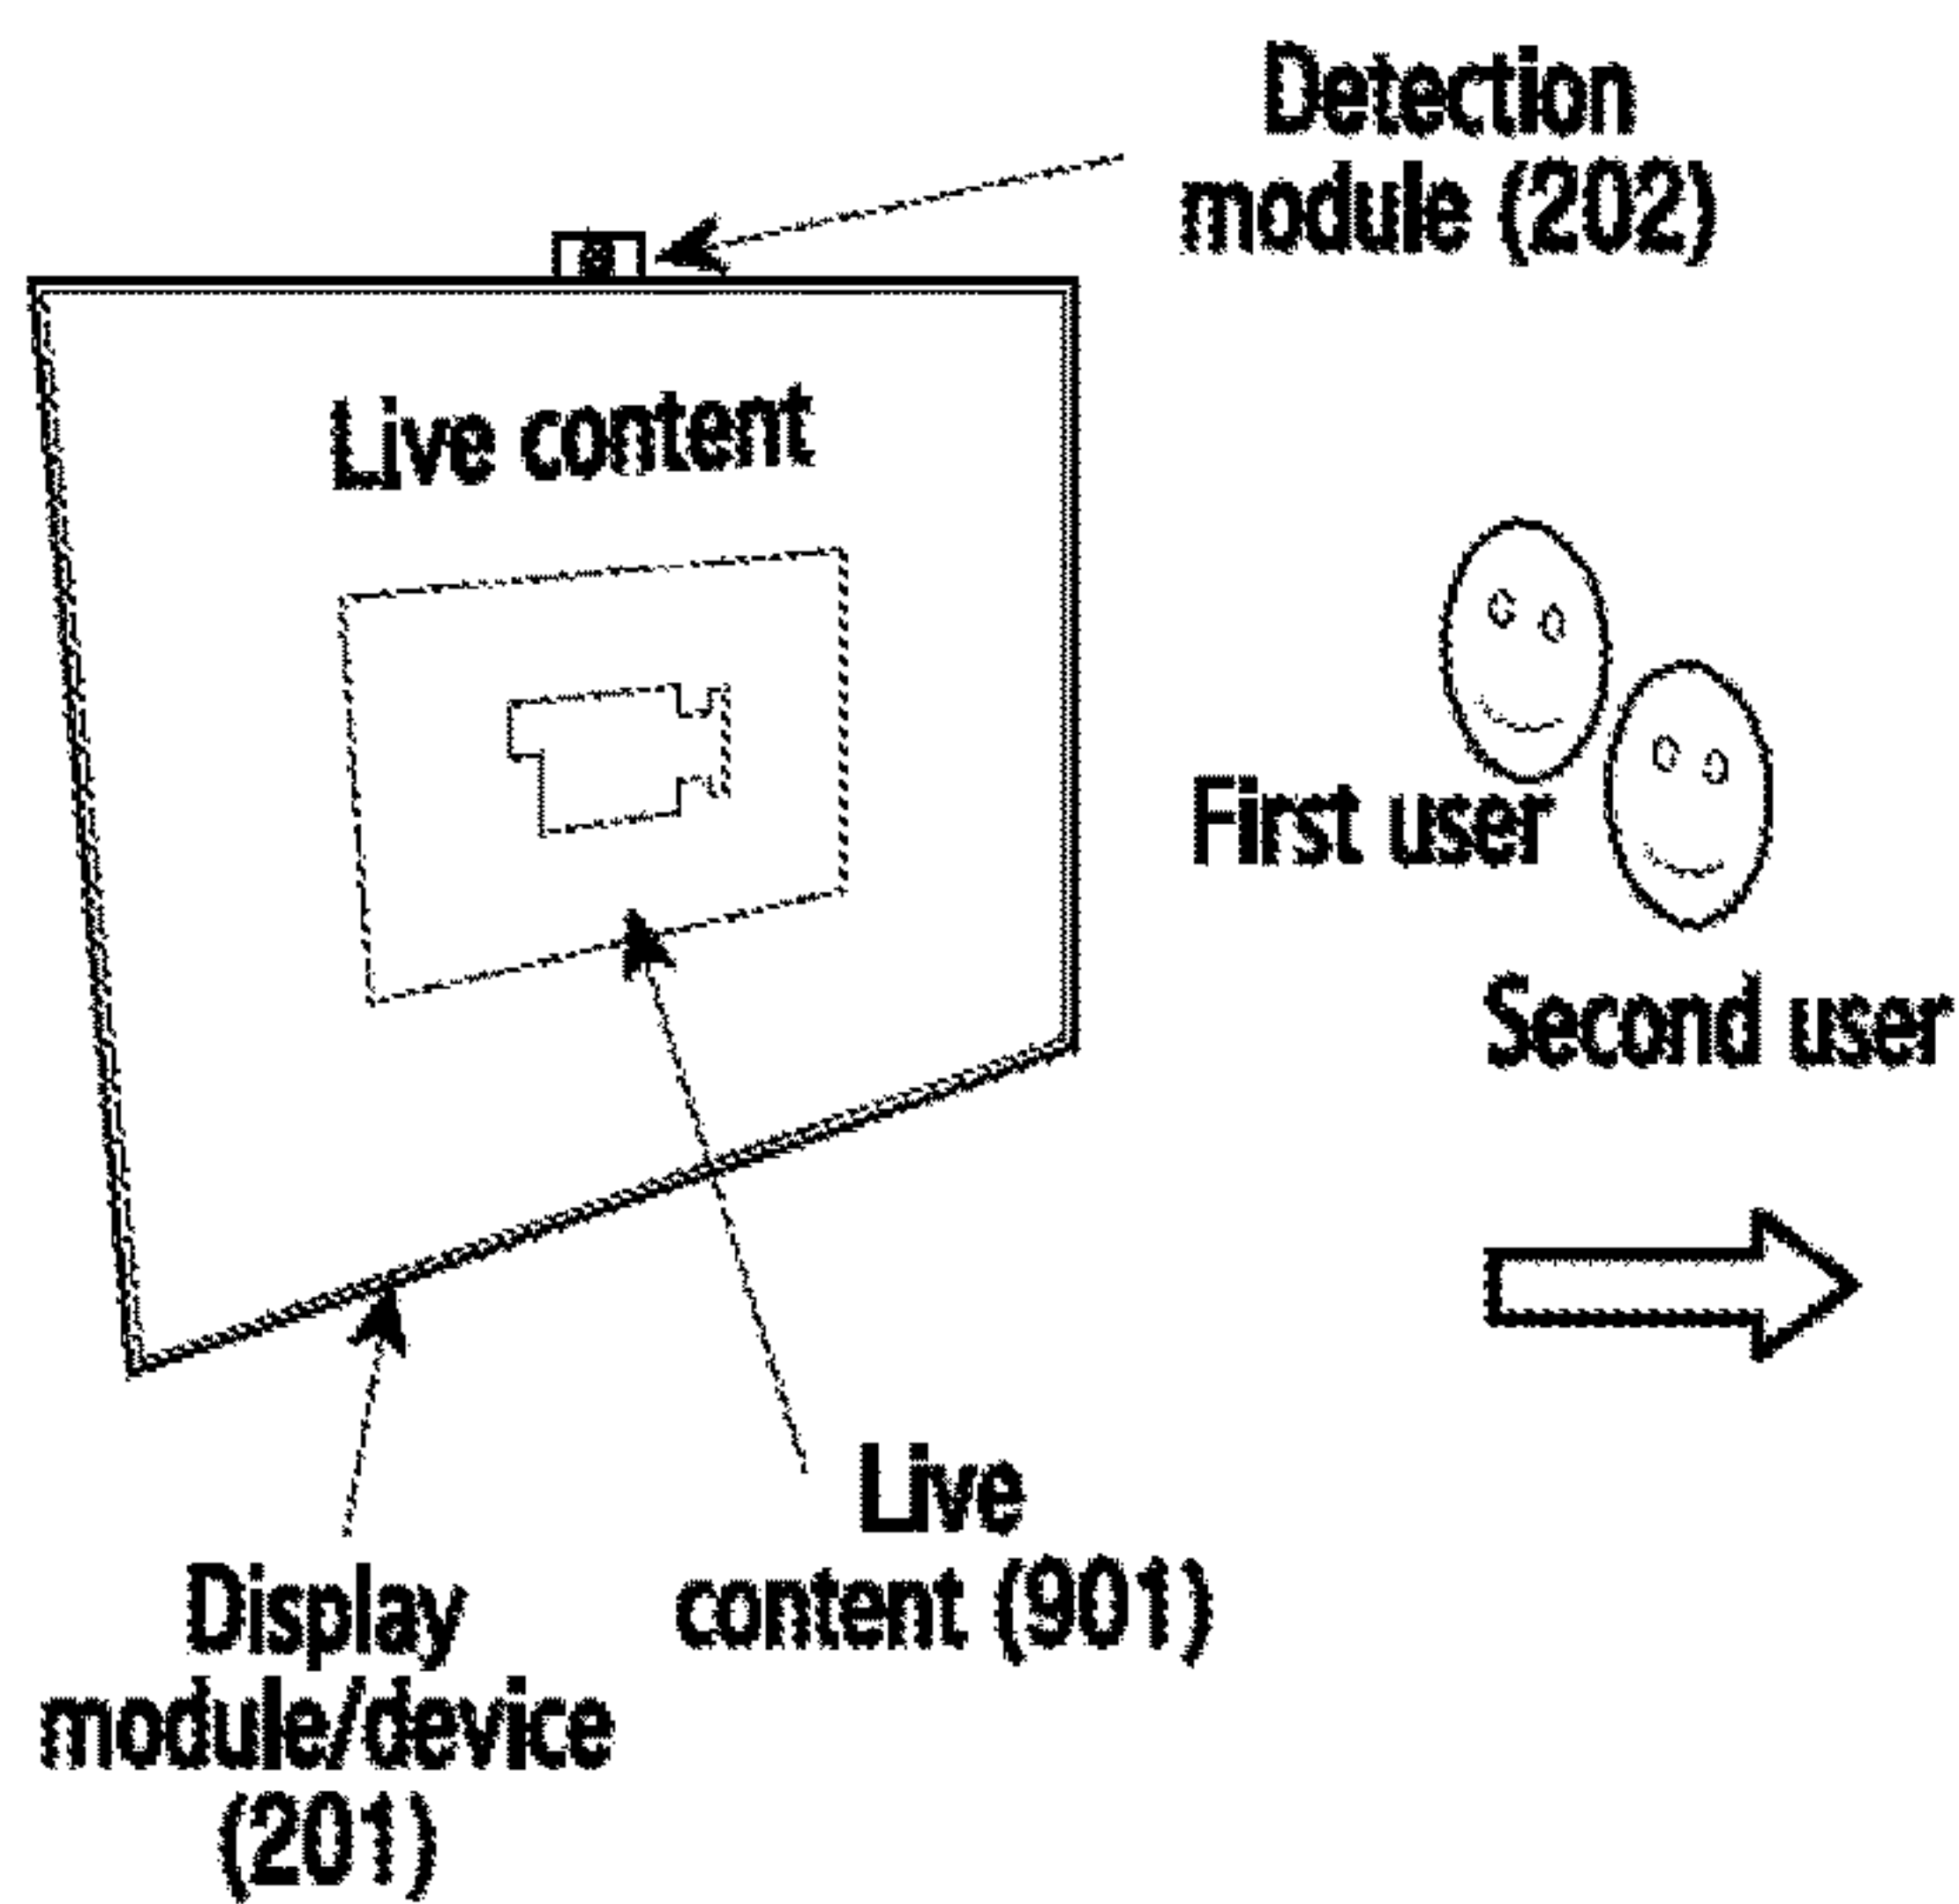 Detection
module (202)
Live content
First user
Second user
Live
content (901)
Display
module/device
(201)